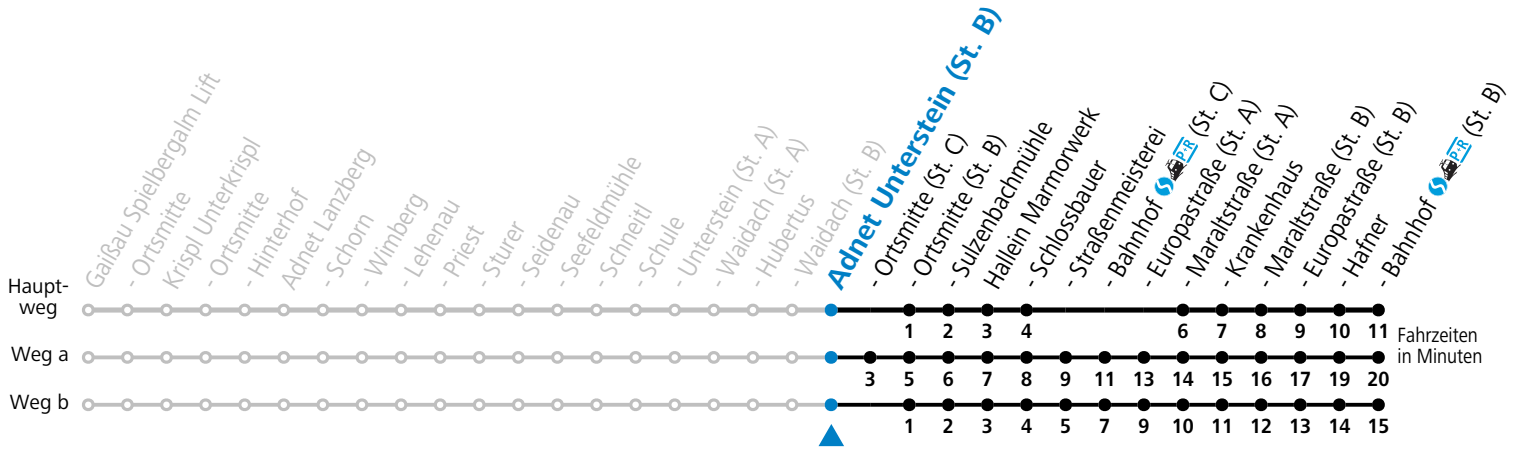 Gaißau Spielbergalm Lift
- Ortsmitte
Krispl Unterkrispl
- Ortsmitte
- Hinterhof
Adnet Lanzberg
- Schorn
- Wimberg
- Lehenau
- Priest
- Sturer
- Seidenau
- Seefeldmühle
- Schneitl
- Schule
- Unterstein (St. A)
- Waidach (St. A)
- Hubertus
- Waidach (St. B)
Adnet Unterstein (St. B)
- Ortsmitte (St. C)
- Ortsmitte (St. B)
- Sulzenbachmühle
Hallein Marmorwerk
- Schlossbauer
- Straßenmeisterei
- Bahnhof P+R (St. C)
- Europastraße (St. A)
- Maraltstraße (St. A)
- Krankenhaus
- Maraltstraße (St. B)
- Europastraße (St. B)
- Hafner
- Bahnhof P+R (St. B)
Haupt-
weg
1 2 3 4 6 7 8 9 10 11
Fahrzeiten
in Minuten
Weg a
3 5 6 7 8 9 11 13 14 15 16 17 19 20
Weg b
1 2 3 4 5 7 9 10 11 12 13 14 15